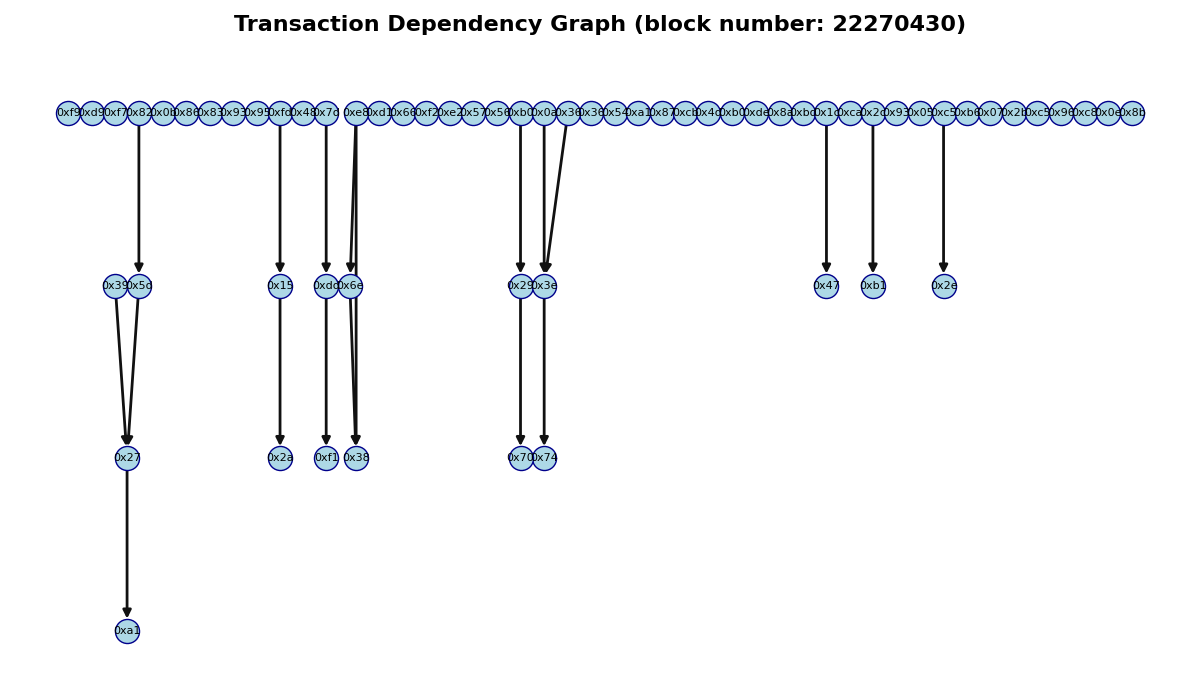 Transaction Dependency Graph (block number: 22270430)
0xf9 0xd9 0xf7 0x82 0x0b 0x86 0x83 0x93 0x95 0xfd 0x48 0x7d 0xe8 0xd1 0x66 0xf2 0xe2 0x57 0x56 0xb0 0x0a 0x36 0x36 0x54 0xa1 0x87 0xcb 0x4c 0xb0 0xde 0x8a 0xbd 0x1c 0xca 0x2c 0x93 0x05 0xc5 0xb6 0x07 0x2b 0xc5 0x96 0xc8 0x0e 0x8b
0x39 0x5d 0x15 0xdd 0x6e 0x29 0x3e 0x47 0xb1 0x2e
0x27 0x2a 0xf1 0x38 0x70 0x74
0xa1